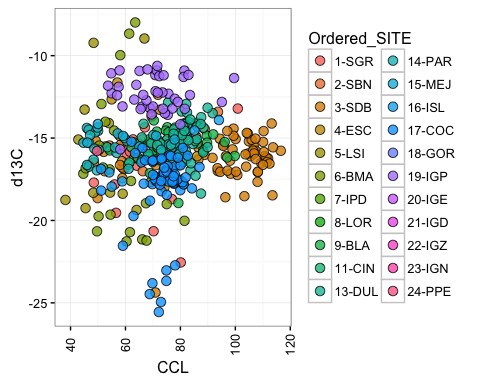 Ordered_SITE
1-SGR 14-PAR
2-SBN 15-MEJ
3-SDB 16-ISL
4-ESC 17-COC
5-LSI 18-GOR
6-BMA 19-IGP
7-IPD 20-IGE
8-LOR 21-IGD
9-BLA 22-IGZ
11-CIN 23-IGN
13-DUL 24-PPE
d13C
-10
-15
-20
-25
40 60 80 100 120
CCL